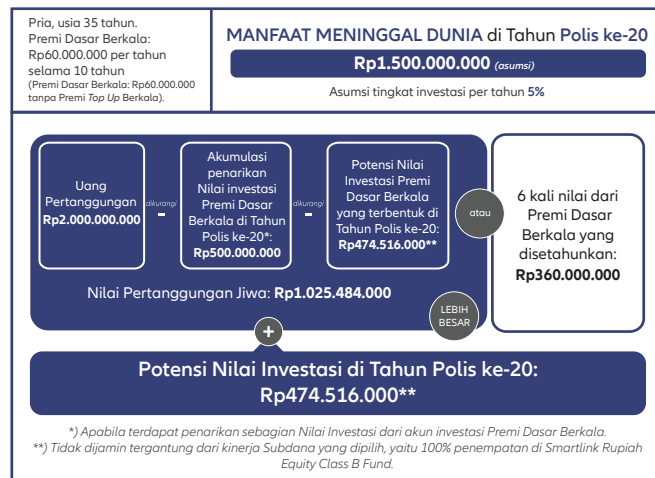 Pria, usia 35 tahun.
Premi Dasar Berkala:
Rp60.000.000 per tahun
selama 10 tahun
(Premi Dasar Berkala: Rp60.000.000
tanpa Premi Top Up Berkala).
MANFAAT MENINGGAL DUNIA di Tahun Polis ke-20
Rp1.500.000.000 (asumsi)
Asumsi tingkat investasi per tahun 5%
Uang
Pertanggungan
Rp2.000.000.000
dikurangi
-
Akumulasi
penarikan
Nilai investasi
Premi Dasar
Berkala di Tahun
Polis ke-20*:
Rp500.000.000
dikurangi
-
Potensi Nilai
Investasi Premi
Dasar Berkala
yang terbentuk di
Tahun Polis ke-20:
Rp474.516.000**
atau
6 kali nilai dari
Premi Dasar
Berkala yang
disetahunkan:
Rp360.000.000
Nilai Pertanggungan Jiwa: Rp1.025.484.000
LEBIH
BESAR
+
Potensi Nilai Investasi di Tahun Polis ke-20:
Rp474.516.000**
*) Apabila terdapat penarikan sebagian Nilai Investasi dari akun investasi Premi Dasar Berkala.
**) Tidak dijamin tergantung dari kinerja Subdana yang dipilih, yaitu 100% penempatan di Smartlink Rupiah
Equity Class B Fund.